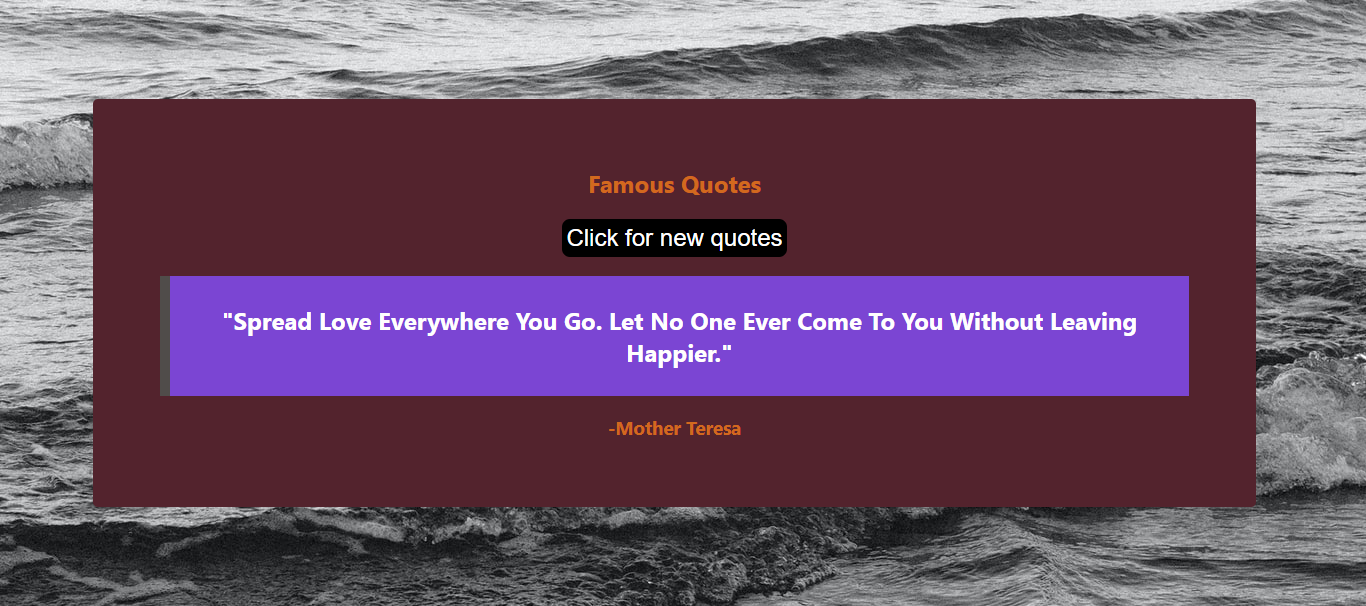 Famous Quotes
Click for new quotes
"Spread Love Everywhere You Go. Let No One Ever Come To You Without Leaving
Happier."
-Mother Teresa